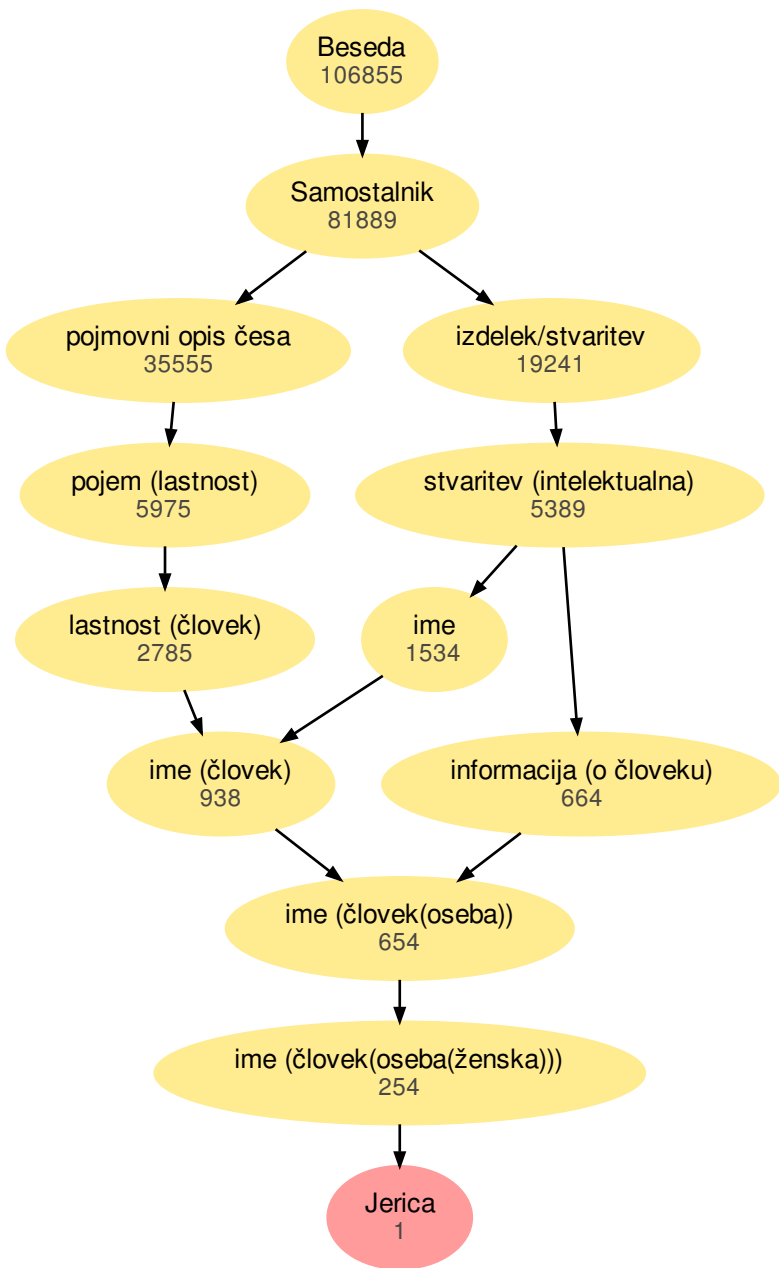 Beseda
106855
Samostalnik
81889
pojmovni opis česa
35555
izdelek/stvaritev
19241
pojem (lastnost)
5975
stvaritev (intelektualna)
5389
lastnost (človek)
2785
ime
1534
ime (človek)
938
informacija (o človeku)
664
ime (človek(oseba))
654
ime (človek(oseba(ženska)))
254
Jerica
1